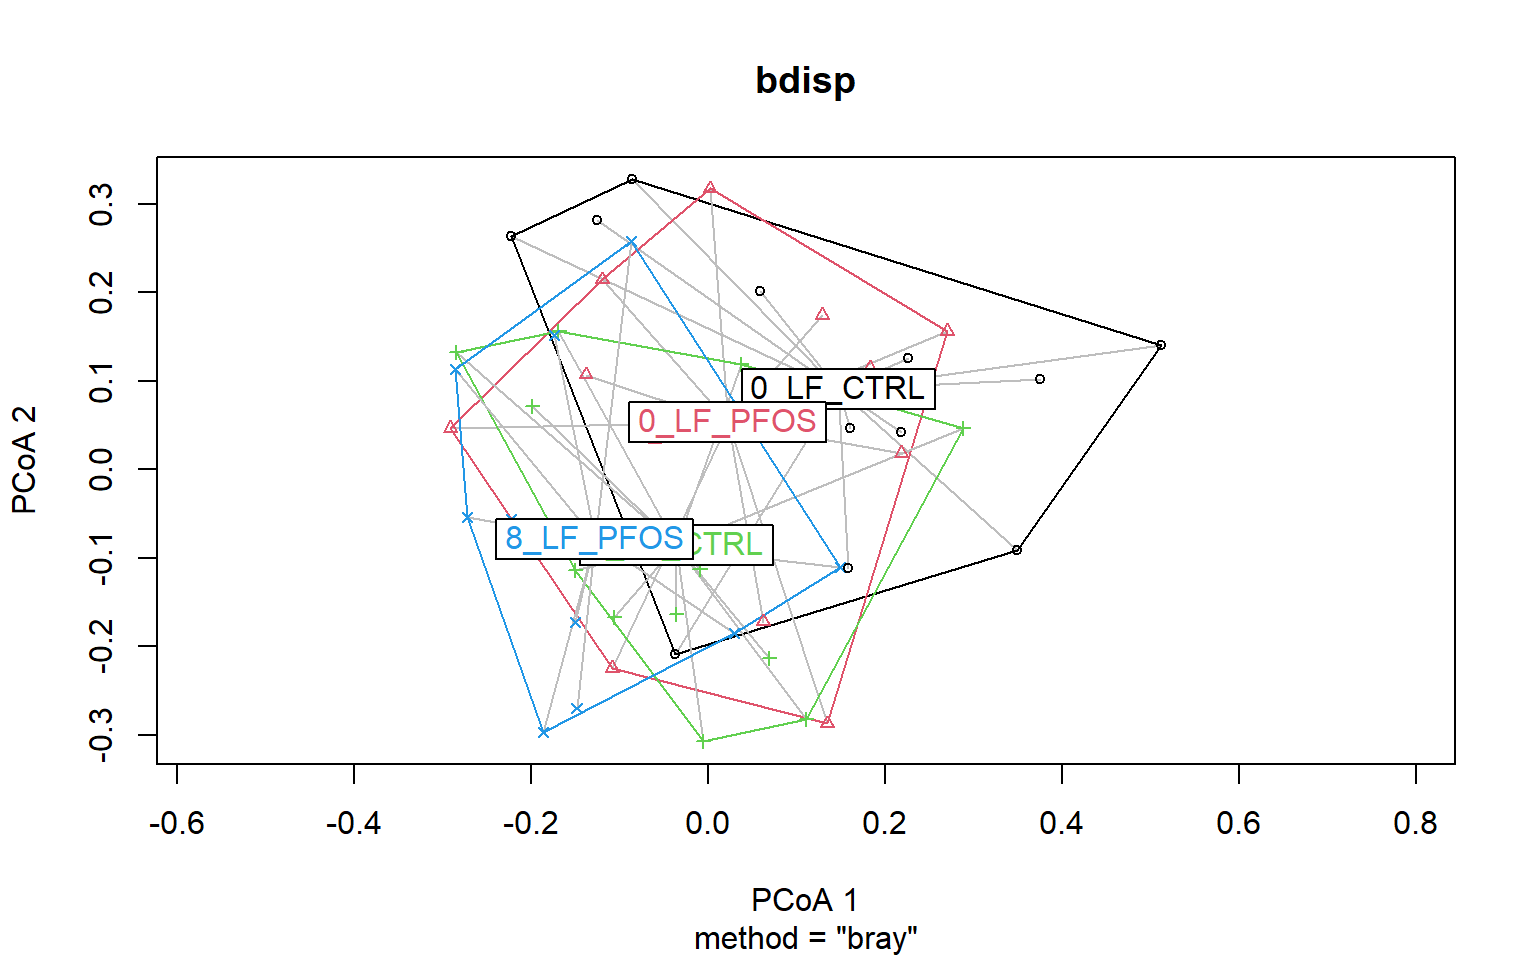 bdisp
PCoA 2
0.3
0.2
0.1
0.0
-0.1
-0.2
-0.3
0_LF_CTRL
0_LF_PFOS
8_LF_PFOS
CTRL
-0.6 -0.4 -0.2 0.0 0.2 0.4 0.6 0.8
PCoA 1
method = "bray"